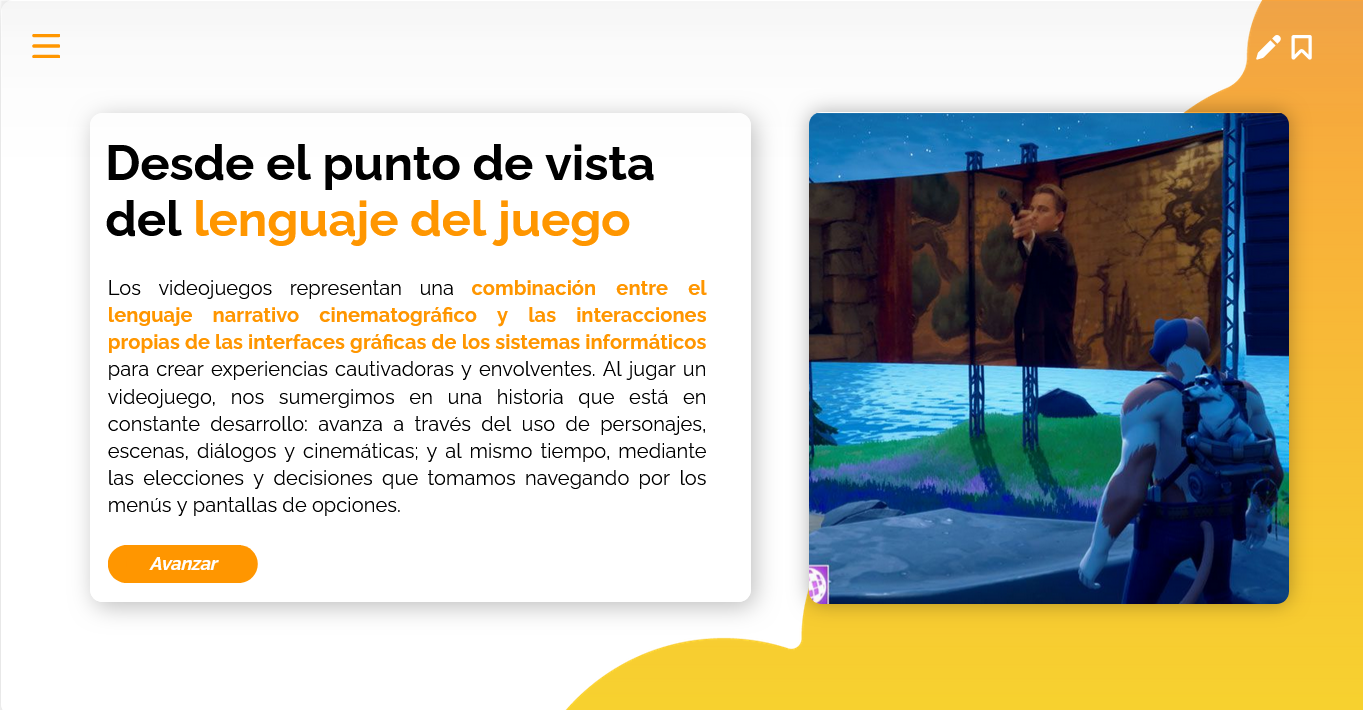 Desde el punto de vista
del lenguaje del juego
Los videojuegos representan una combinación entre el
lenguaje narrativo cinematográfico y las interacciones
propias de las interfaces gráficas de los sistemas informáticos
para crear experiencias cautivadoras y envolventes. Al jugar un
videojuego, nos sumergimos en una historia que está en
constante desarrollo: avanza a través del uso de personajes,
escenas, diálogos y cinemáticas; y al mismo tiempo, mediante
las elecciones y decisiones que tomamos navegando por los
menús y pantallas de opciones.
Avanzar